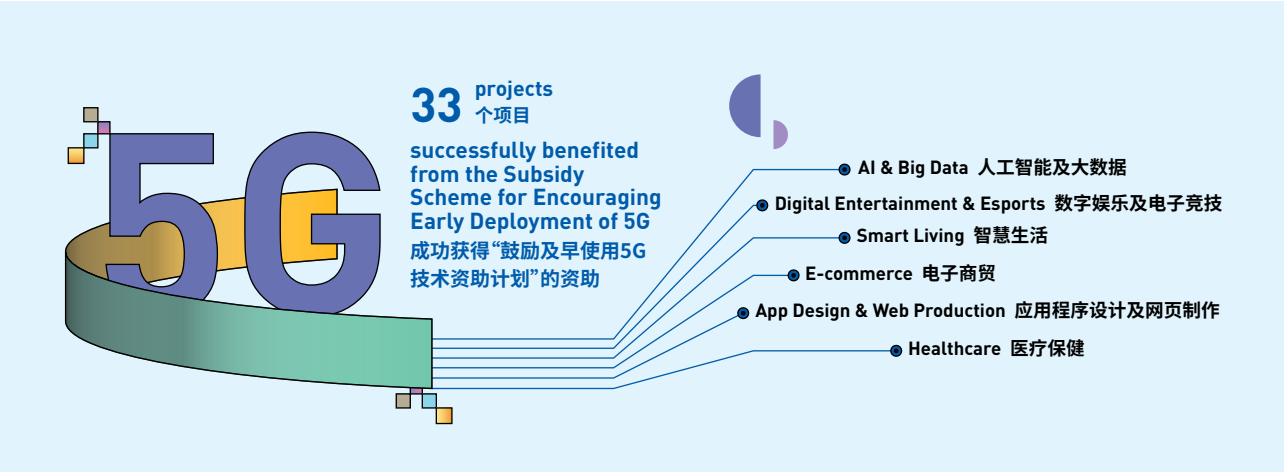 5G
33 projects
个项目
successfully benefited
from the Subsidy
Scheme for Encouraging
Early Deployment of 5G
成功获得“鼓励及早使用5G
技术资助计划”的资助
AI & Big Data 人工智能及大数据
Digital Entertainment & Esports 数字娱乐及电子竞技
Smart Living 智慧生活
E-commerce 电子商贸
App Design & Web Production 应用程序设计及网页制作
Healthcare 医疗保健